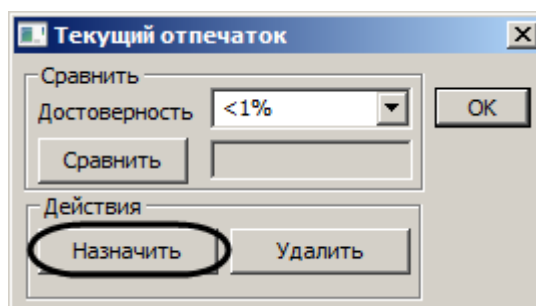 Текущий отпечаток
Сравнить
Достоверность <1% OK
Сравнить
Действия
Назначить Удалить